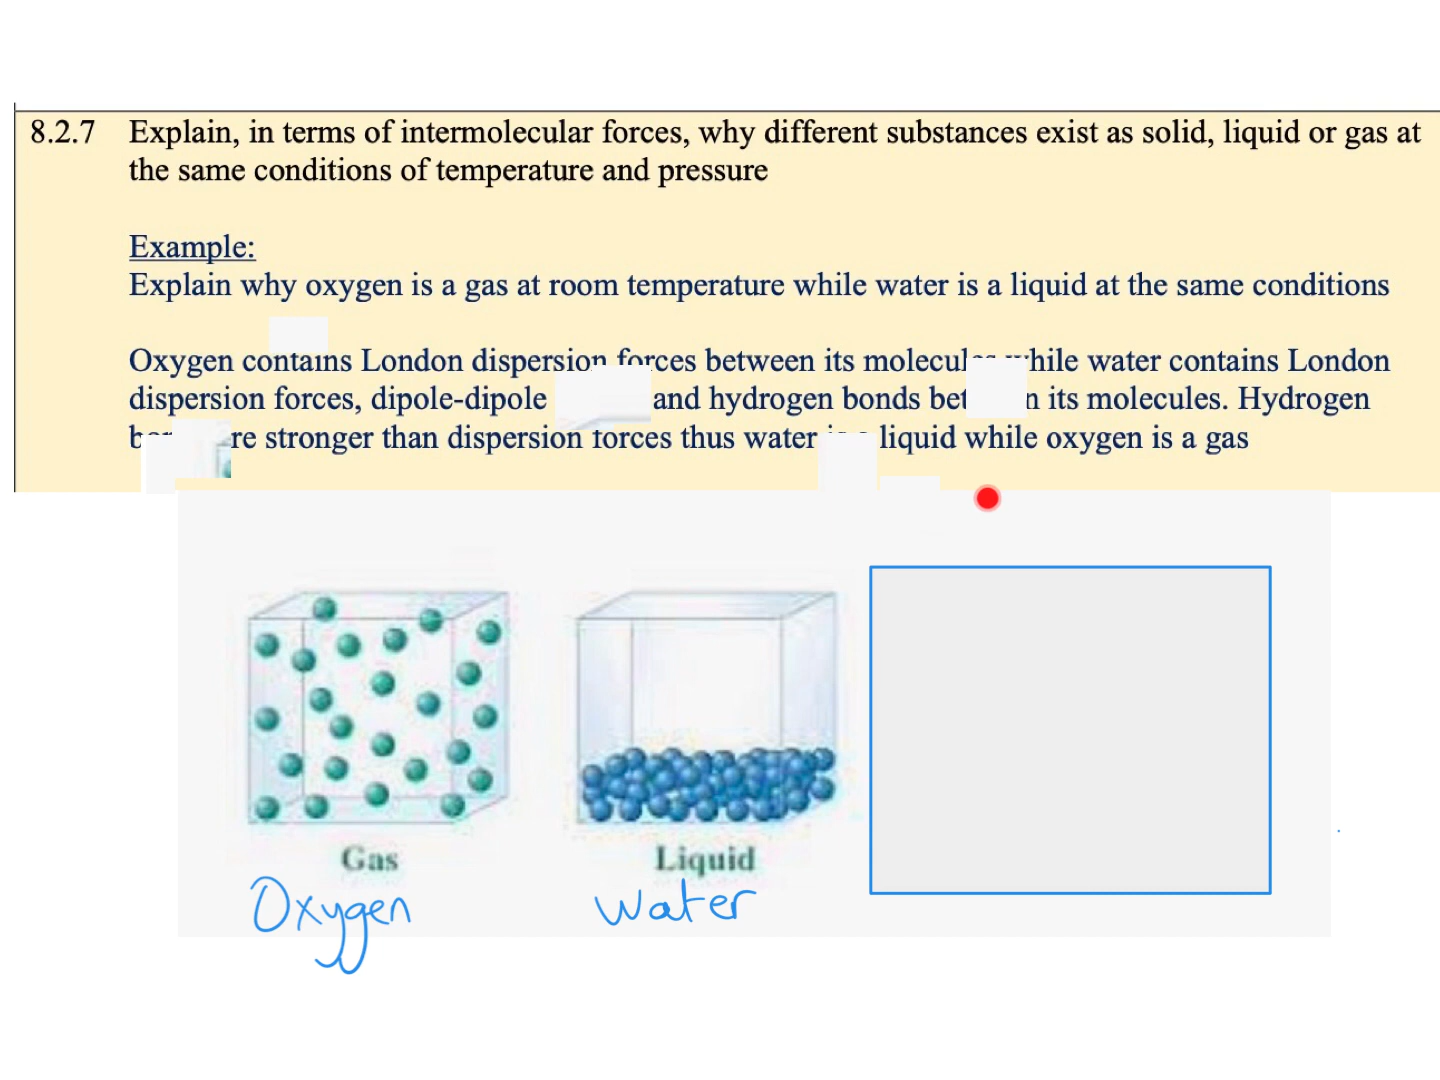 8.2.7 Explain, in terms of intermolecular forces, why different substances exist as solid, liquid or gas at
the same conditions of temperature and pressure
Example:
Explain why oxygen is a gas at room temperature while water is a liquid at the same conditions
Oxygen contains London dispersion forces between its while water contains London
dispersion forces, dipole-dipole and hydrogen bonds its molecules. Hydrogen
stronger than dispersion forces thus water liquid while oxygen is a gas
Gas Liquid
Oxygen water